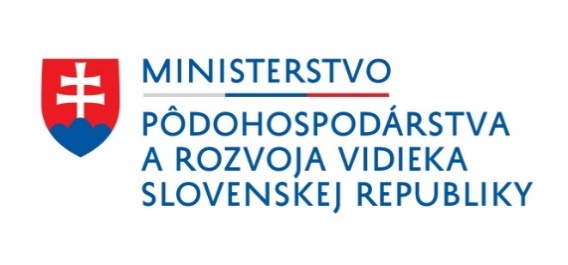 MINISTERSTVO
PÔDOHOSPODÁRSTVA
A ROZVOJA VIDIEKA
SLOVENSKEJ REPUBLIKY